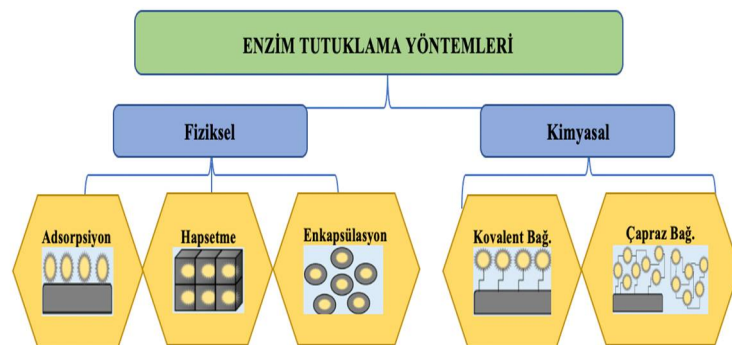 ENZİM TUTUKLAMA YÖNTEMLERİ
Fiziksel
Kimyasal
Adsorpsiyon
Hapsetme
Enkapsülasyon
Kovalent Bağ.
Çapraz Bağ.